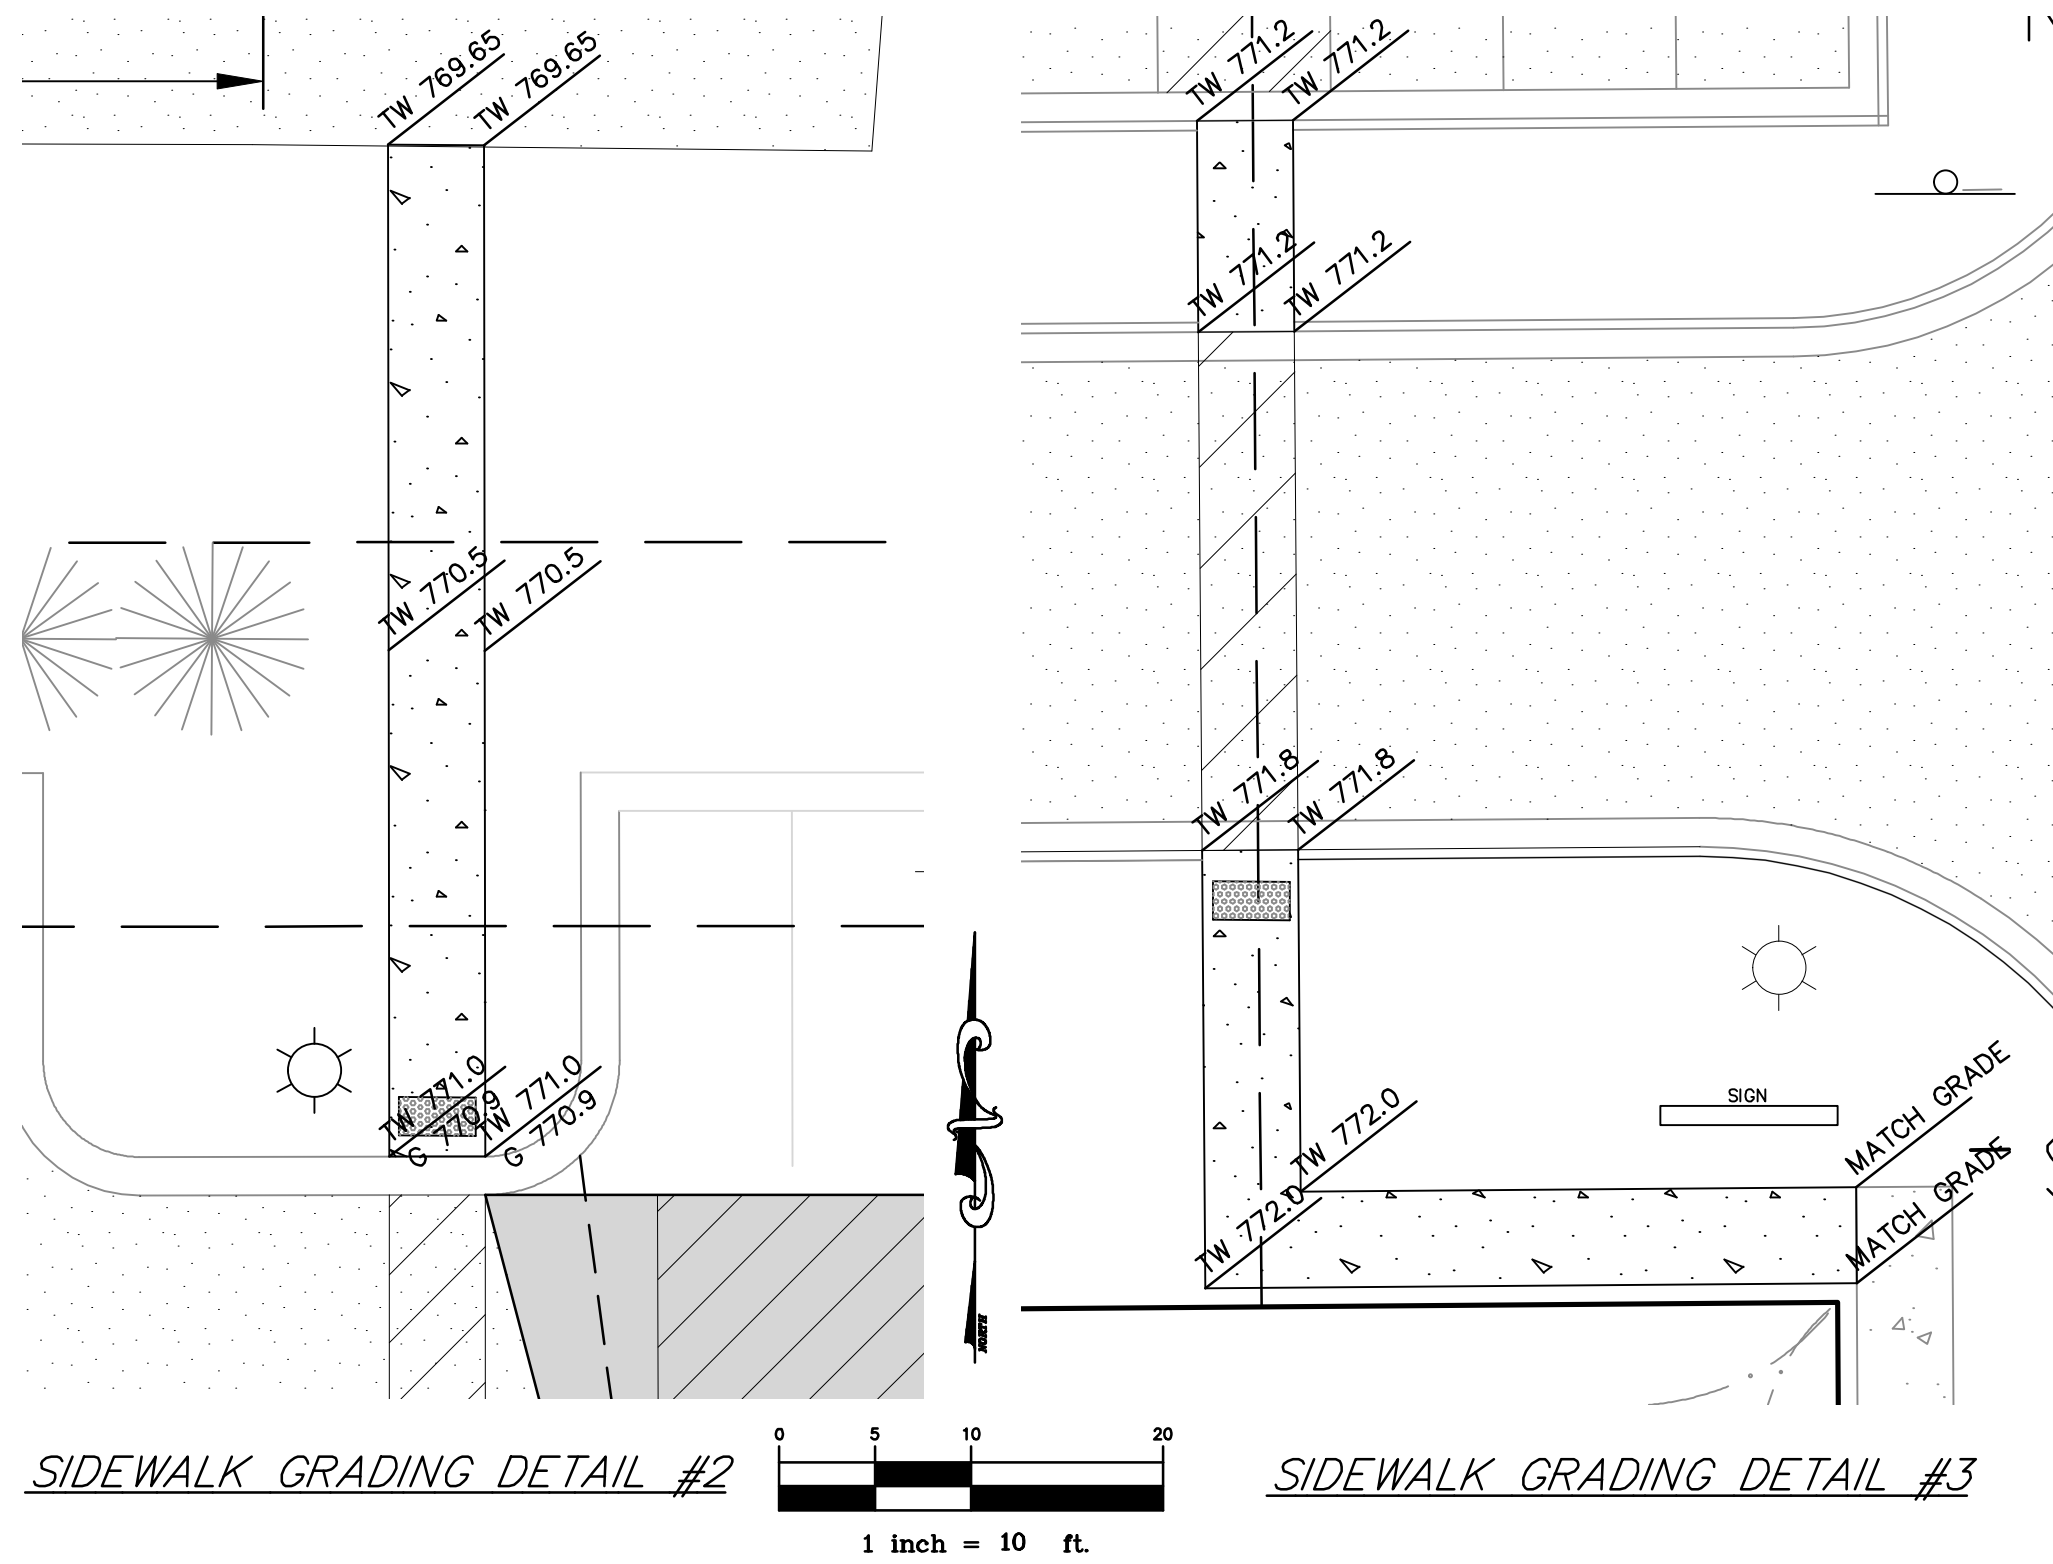 TW 769.65
TW 769.65
TW 770.5
TW 770.5
TW 771.0
G 770.9
TW 771.0
G 770.9
SIDEWALK GRADING DETAIL #2
TW 771.2
TW 771.2
TW 771.2
TW 771.2
TW 771.8
TW 771.8
TW 772.0
TW 772.0
SIGN
MATCH GRADE
MATCH GRADE
NORTH
0 5 10 20
1 inch = 10 ft.
SIDEWALK GRADING DETAIL #3